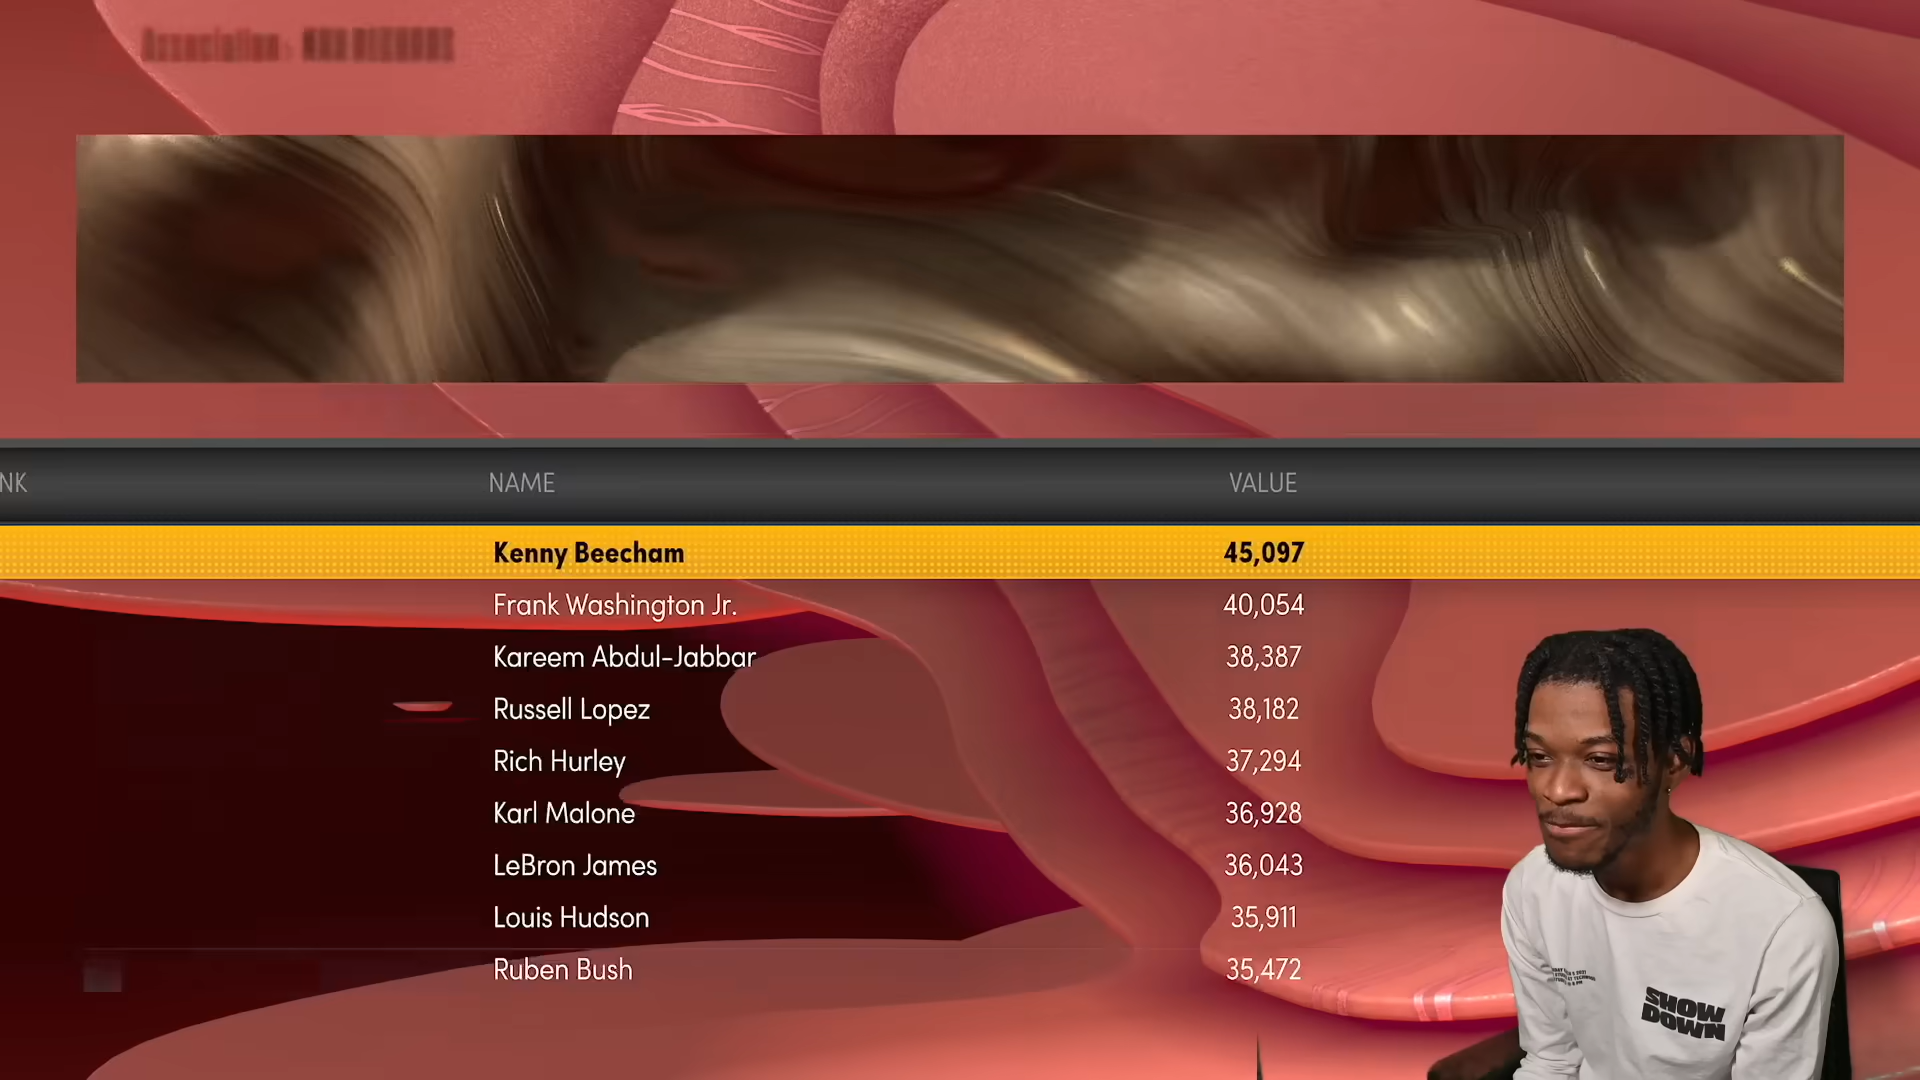 NK NAME VALUE
Kenny Beecham 45,097
Frank Washington Jr. 40,054
Kareem Abdul-Jabbar 38,387
Russell Lopez 38,182
Rich Hurley 37,294
Karl Malone 36,928
LeBron James 36,043
Louis Hudson 35,911
Ruben Bush 35,472
SHOW
DOWN